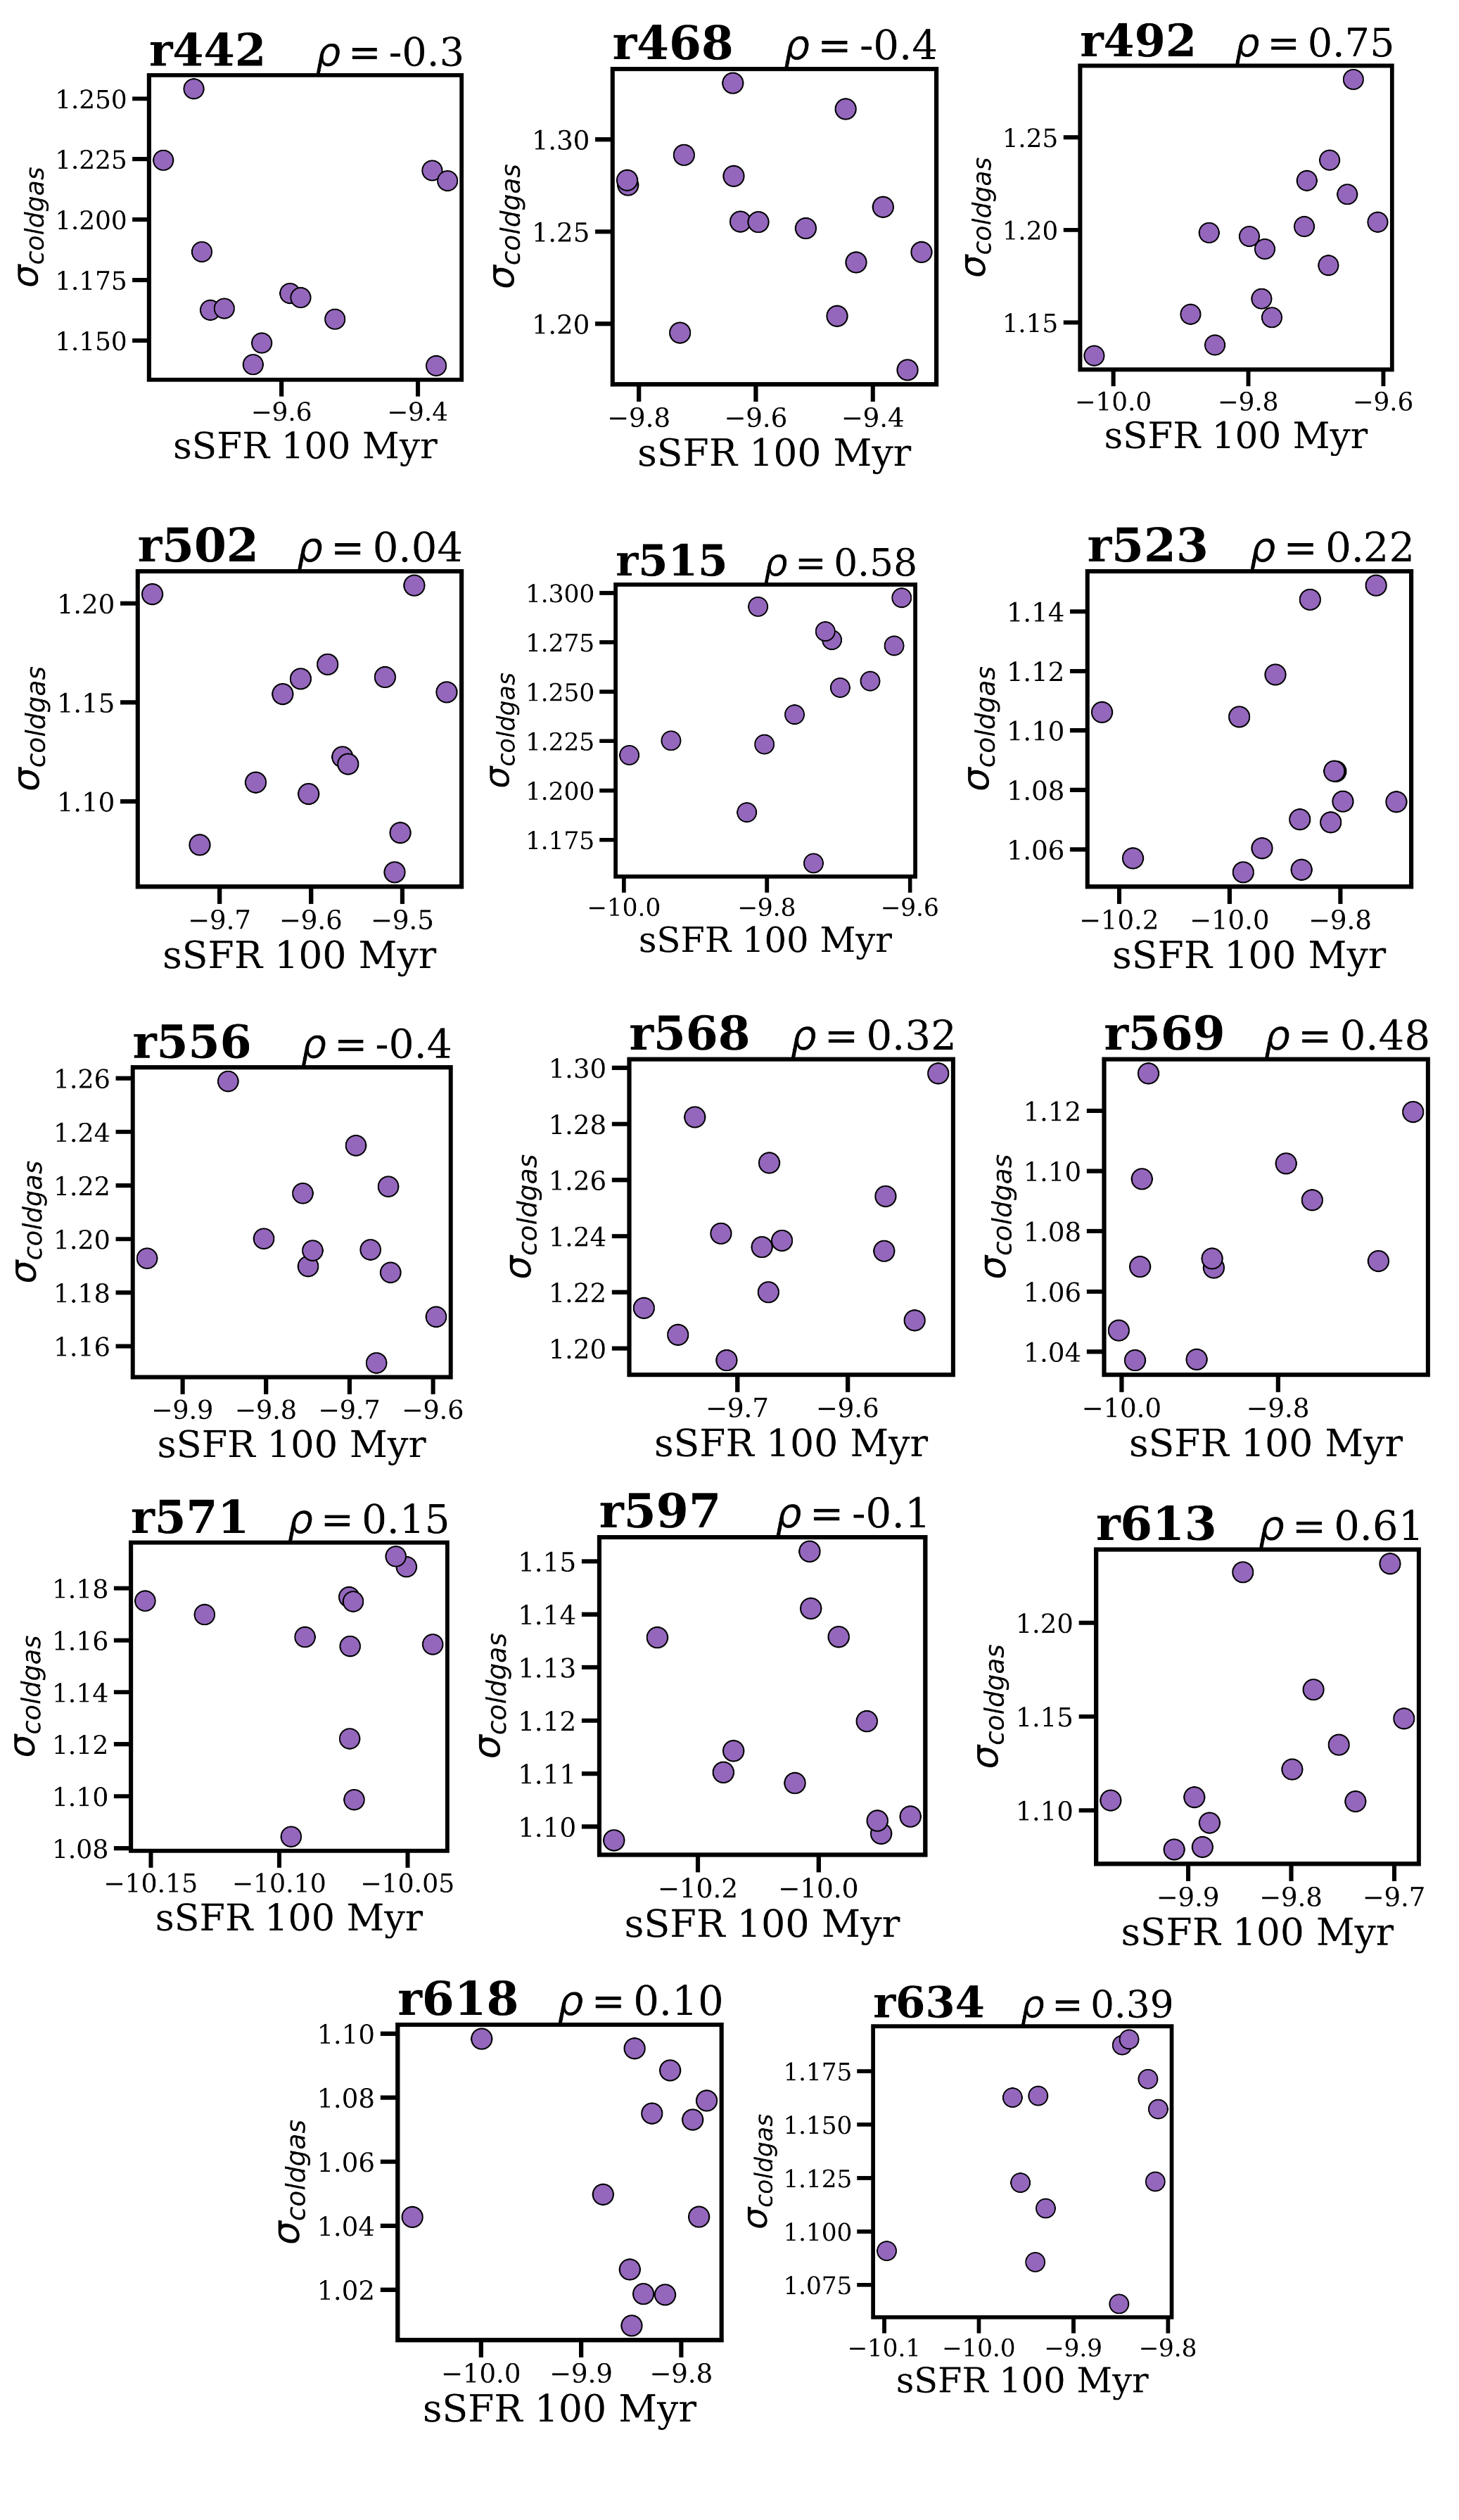 r442 ρ = -0.3
1.250
1.225
1.200
1.175
1.150
σcoldgas
−9.6 −9.4
sSFR 100 Myr
r468 ρ = -0.4
1.30
1.25
1.20
σcoldgas
−9.8 −9.6 −9.4
sSFR 100 Myr
r492 ρ = 0.75
1.25
1.20
1.15
σcoldgas
−10.0 −9.8 −9.6
sSFR 100 Myr
r502 ρ = 0.04
1.20
1.15
1.10
σcoldgas
−9.7 −9.6 −9.5
sSFR 100 Myr
r515 ρ = 0.58
1.300
1.275
1.250
1.225
1.200
1.175
σcoldgas
−10.0 −9.8 −9.6
sSFR 100 Myr
r523 ρ = 0.22
1.14
1.12
1.10
1.08
1.06
σcoldgas
−10.2 −10.0 −9.8
sSFR 100 Myr
r556 ρ = -0.4
1.26
1.24
1.22
1.20
1.18
1.16
σcoldgas
−9.9 −9.8 −9.7 −9.6
sSFR 100 Myr
r568 ρ = 0.32
1.30
1.28
1.26
1.24
1.22
1.20
σcoldgas
−9.7 −9.6
sSFR 100 Myr
r569 ρ = 0.48
1.12
1.10
1.08
1.06
1.04
σcoldgas
−10.0 −9.8
sSFR 100 Myr
r571 ρ = 0.15
1.18
1.16
1.14
1.12
1.10
1.08
σcoldgas
−10.15 −10.10 −10.05
sSFR 100 Myr
r597 ρ = -0.1
1.15
1.14
1.13
1.12
1.11
1.10
σcoldgas
−10.2 −10.0
sSFR 100 Myr
r613 ρ = 0.61
1.20
1.15
1.10
σcoldgas
−9.9 −9.8 −9.7
sSFR 100 Myr
r618 ρ = 0.10
1.10
1.08
1.06
1.04
1.02
σcoldgas
−10.0 −9.9 −9.8
sSFR 100 Myr
r634 ρ = 0.39
1.175
1.150
1.125
1.100
1.075
σcoldgas
−10.1 −10.0 −9.9 −9.8
sSFR 100 Myr